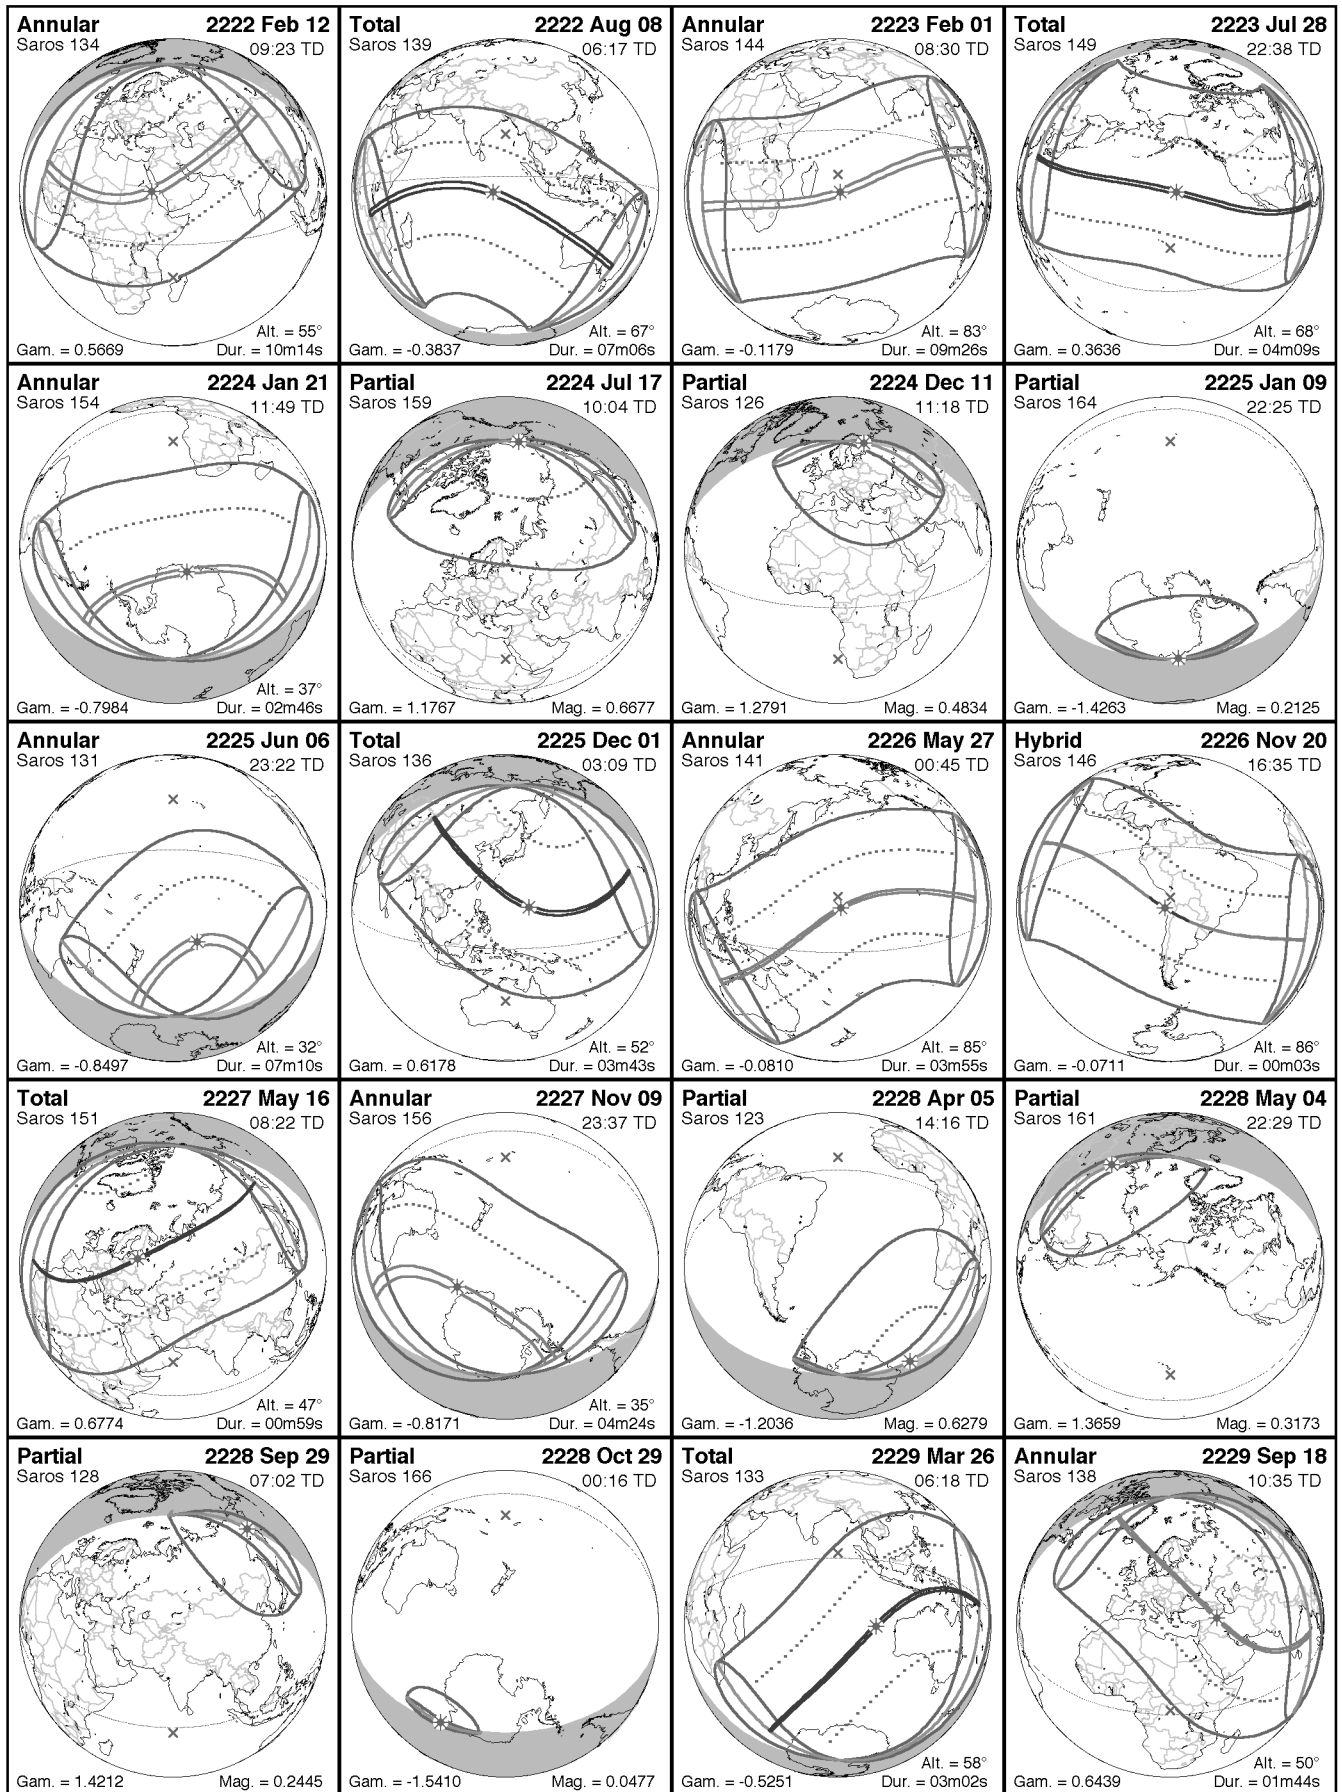 Annular 2222 Feb 12
Saros 134 09:23 TD
Alt. = 55°
Gam. = 0.5669 Dur. = 10m14s
Total 2222 Aug 08
Saros 139 06:17 TD
Alt. = 67°
Gam. = -0.3837 Dur. = 07m06s
Annular 2223 Feb 01
Saros 144 08:30 TD
Alt. = 83°
Gam. = -0.1179 Dur. = 09m26s
Total 2223 Jul 28
Saros 149 22:38 TD
Alt. = 68°
Gam. = 0.3636 Dur. = 04m09s
Annular 2224 Jan 21
Saros 154 11:49 TD
Alt. = 37°
Gam. = -0.7984 Dur. = 02m46s
Partial 2224 Jul 17
Saros 159 10:04 TD
Gam. = 1.1767 Mag. = 0.6677
Partial 2224 Dec 11
Saros 126 11:18 TD
Gam. = 1.2791 Mag. = 0.4834
Partial 2225 Jan 09
Saros 164 22:25 TD
Gam. = -1.4263 Mag. = 0.2125
Annular 2225 Jun 06
Saros 131 23:22 TD
Alt. = 32°
Gam. = -0.8497 Dur. = 07m10s
Total 2225 Dec 01
Saros 136 03:09 TD
Alt. = 52°
Gam. = 0.6178 Dur. = 03m43s
Annular 2226 May 27
Saros 141 00:45 TD
Alt. = 85°
Gam. = -0.0810 Dur. = 03m55s
Hybrid 2226 Nov 20
Saros 146 16:35 TD
Alt. = 86°
Gam. = -0.0711 Dur. = 00m03s
Total 2227 May 16
Saros 151 08:22 TD
Alt. = 47°
Gam. = 0.6774 Dur. = 00m59s
Annular 2227 Nov 09
Saros 156 23:37 TD
Alt. = 35°
Gam. = -0.8171 Dur. = 04m24s
Partial 2228 Apr 05
Saros 123 14:16 TD
Gam. = -1.2036 Mag. = 0.6279
Partial 2228 May 04
Saros 161 22:29 TD
Gam. = 1.3659 Mag. = 0.3173
Partial 2228 Sep 29
Saros 128 07:02 TD
Gam. = 1.4212 Mag. = 0.2445
Partial 2228 Oct 29
Saros 166 00:16 TD
Gam. = -1.5410 Mag. = 0.0477
Total 2229 Mar 26
Saros 133 06:18 TD
Alt. = 58°
Gam. = -0.5251 Dur. = 03m02s
Annular 2229 Sep 18
Saros 138 10:35 TD
Alt. = 50°
Gam. = 0.6439 Dur. = 01m44s